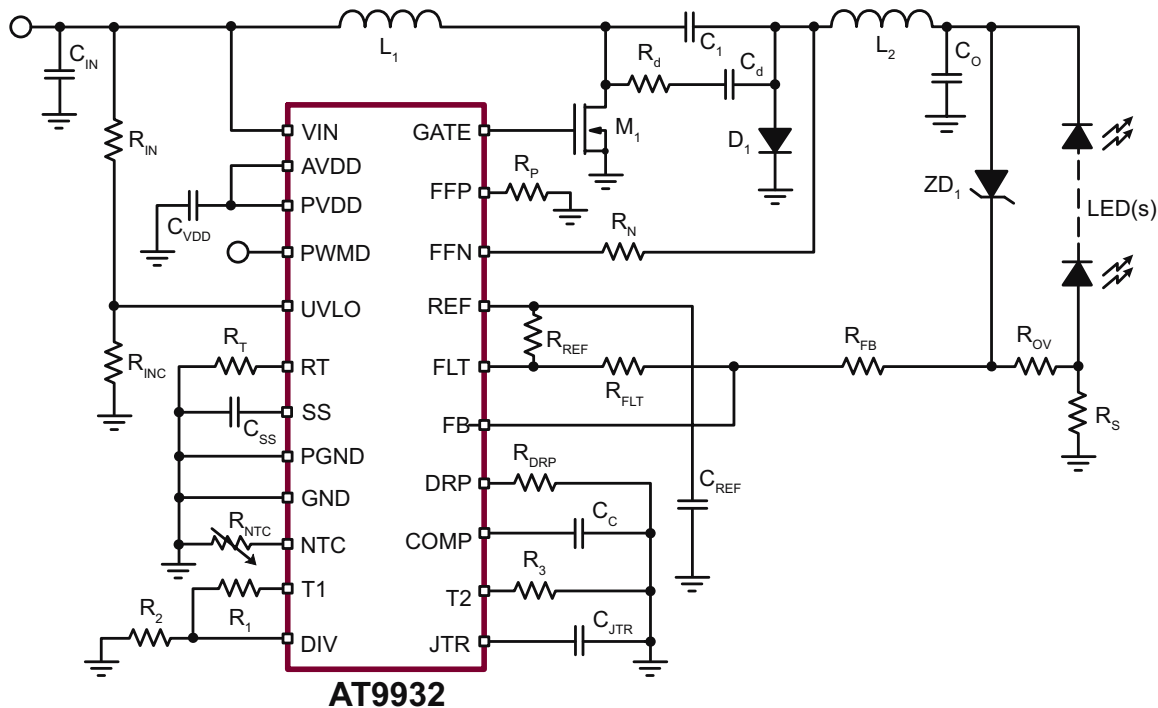 L1
C1
L2
CIN
Rd
Cd
CO
RIN
VIN
GATE
M1
D1
AVDD
FFP
RP
ZD1
PVDD
CVDD
LED(s)
PWMD
FFN
RN
UVLO
REF
RREF
RINC
RT
RT
FLT
RFLT
RFB
ROV
SS
CSS
FB
RS
PGND
DRP
RDRP
CREF
GND
RNTC
NTC
COMP
CC
T1
R1
T2
R3
R2
DIV
JTR
CJTR
AT9932